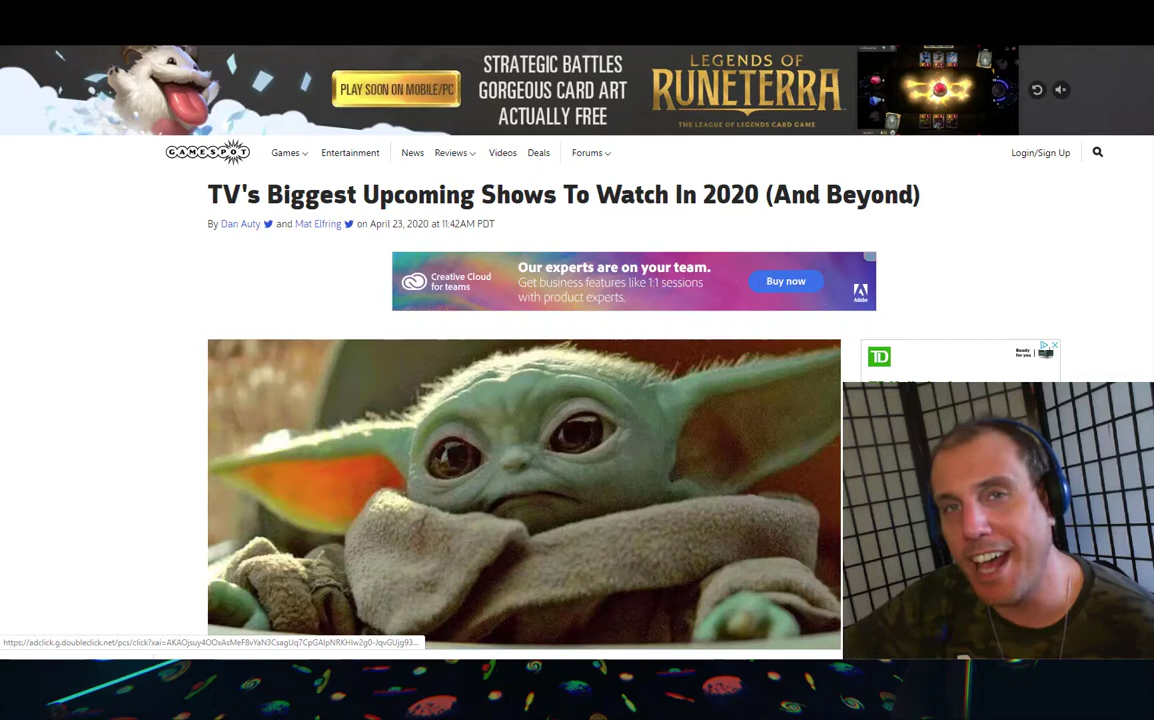 PLAY SOON ON MOBILE/PC
STRATEGIC BATTLES
GORGEOUS CARD ART
ACTUALLY FREE
LEGENDS OF
RUNETERRA
THE LEAGUE OF LEGENDS CARD GAME
GAMESPOT
Games
Entertainment
News
Reviews
Videos
Deals
Forums
Login/Sign Up
TV's Biggest Upcoming Shows To Watch In 2020 (And Beyond)
By Dan Auty and Mat Elfring on April 23, 2020 at 11:42AM PDT
Creative Cloud
for teams
Our experts are on your team.
Get business features like 1:1 sessions
with product experts.
Buy now
Adobe
TD
Ready
for you